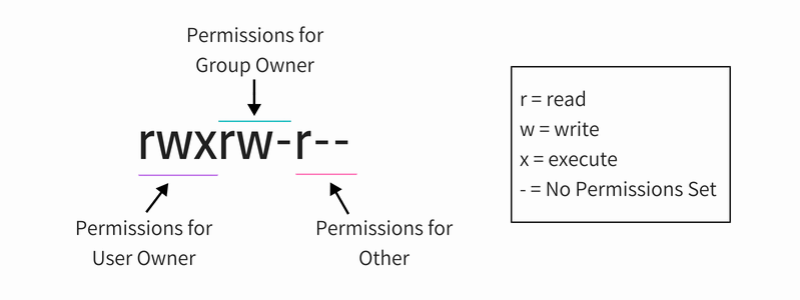 Permissions for
Group Owner
rwxrw-r--
Permissions for
User Owner
Permissions for
Other
r = read
w = write
x = execute
- = No Permissions Set